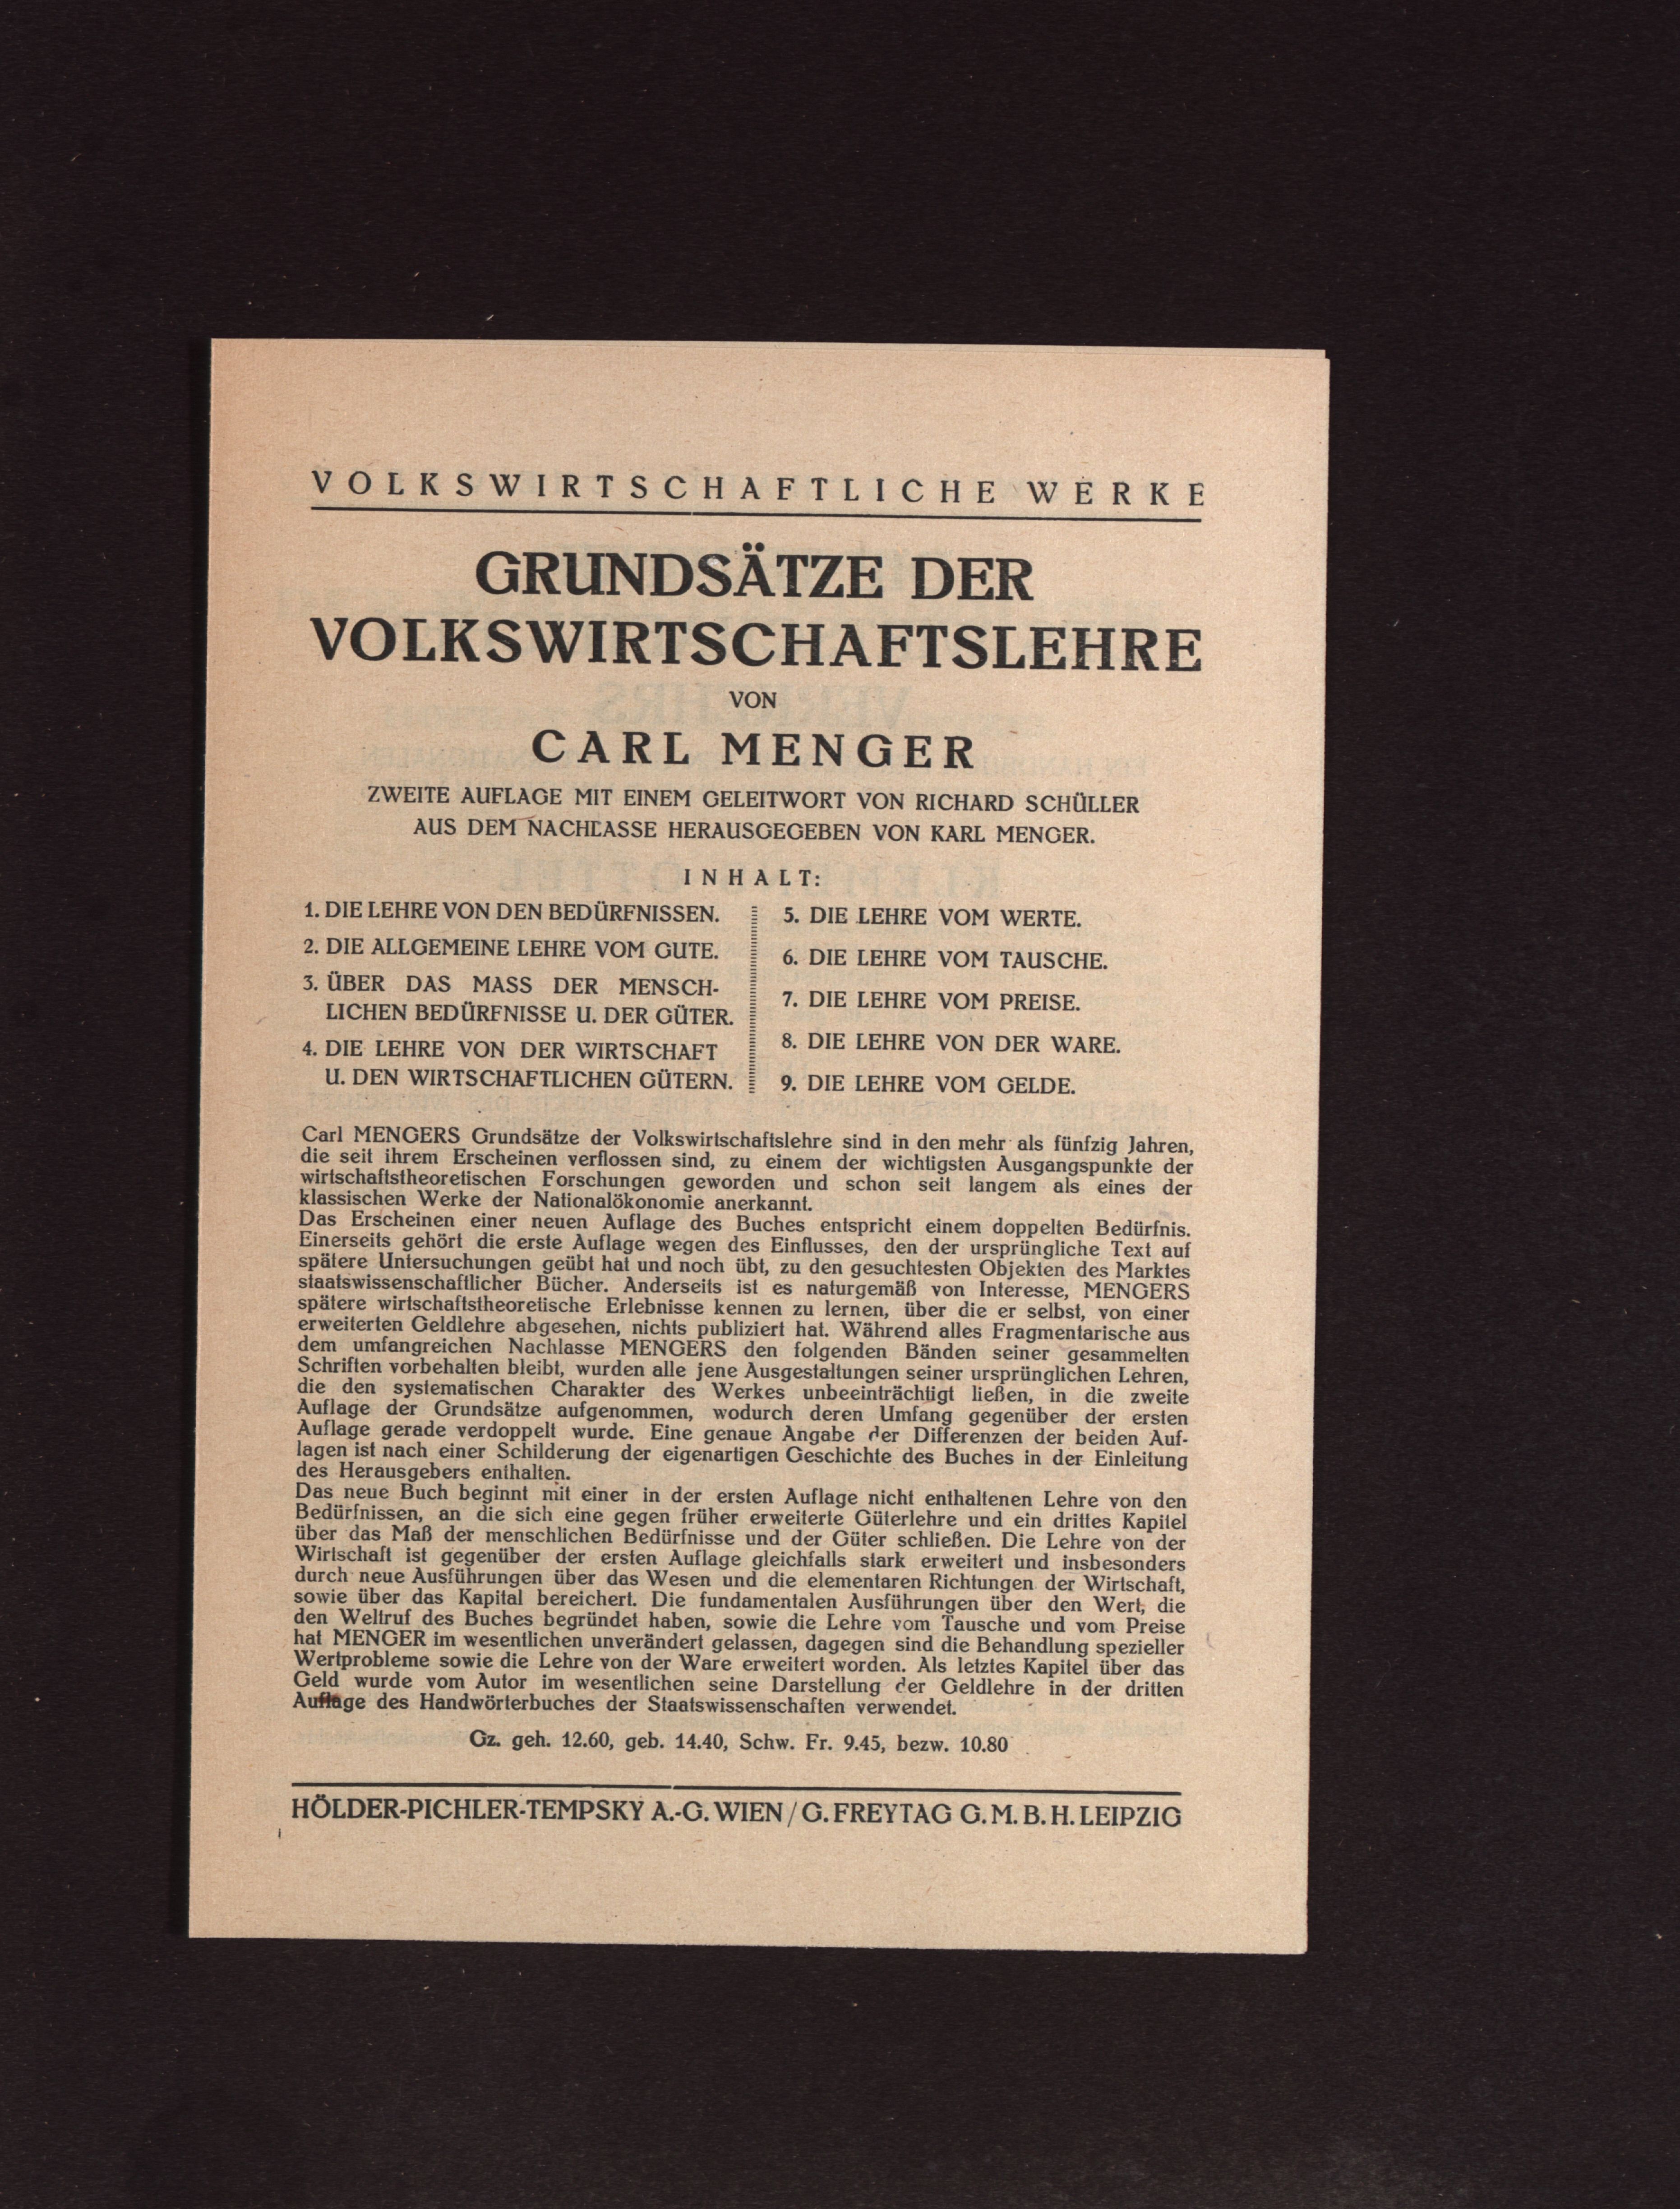 VOLKSWIRTSCHAFTLICHE WERKE
GRUNDSÄTZE DER
VOLKSWIRTSCHAFTSLEHRE
VON
CARL MENGER
ZWEITE AUFLAGE MIT EINEM GELEITWORT VON RICHARD SCHÜLLER
AUS DEM NACHLASSE HERAUSGEGEBEN VON KARL MENGER.
INHALT:
1. DIE LEHRE VON DEN BEDÜRFNISSEN.
2. DIE ALLGEMEINE LEHRE VOM GUTE.
3. ÜBER DAS MASS DER MENSCH-
LICHEN BEDÜRFNISSE U. DER GÜTER.
4. DIE LEHRE VON DER WIRTSCHAFT
U. DEN WIRTSCHAFTLICHEN GÜTERN.
5. DIE LEHRE VOM WERTE.
6. DIE LEHRE VOM TAUSCHE.
7. DIE LEHRE VOM PREISE.
8. DIE LEHRE VON DER WARE.
9. DIE LEHRE VOM GELDE.
Carl MENGERS Grundsätze der Volkswirtschaftslehre sind in den mehr als fünfzig Jahren,
die seit ihrem Erscheinen verflossen sind, zu einem der wichtigsten Ausgangspunkte der
wirtschaftstheoretischen Forschungen geworden und schon seit langem als eines der
klassischen Werke der Nationalökonomie anerkannt.
Das Erscheinen einer neuen Auflage des Buches entspricht einem doppelten Bedürfnis.
Einerseits gehört die erste Auflage wegen des Einflusses, den der ursprüngliche Text auf
spätere Untersuchungen geübt hat und noch übt, zu den gesuchtesten Objekten des Marktes
staatswissenschaftlicher Bücher. Anderseits ist es naturgemäß von Interesse, MENGERS
spätere wirtschaftstheoretische Erlebnisse kennen zu lernen, über die er selbst, von einer
erweiterten Geldlehre abgesehen, nichts publiziert hat. Während alles Fragmentarische aus
dem umfangreichen Nachlasse MENGERS den folgenden Bänden seiner gesammelten
Schriften vorbehalten bleibt, wurden alle jene Ausgestaltungen seiner ursprünglichen Lehren,
die den systematischen Charakter des Werkes unbeeinträchtigt ließen, in die zweite
Auflage der Grundsätze aufgenommen, wodurch deren Umfang gegenüber der ersten
Auflage gerade verdoppelt wurde. Eine genaue Angabe der Differenzen der beiden Auf-
lagen ist nach einer Schilderung der eigenartigen Geschichte des Buches in der Einleitung
des Herausgebers enthalten.
Das neue Buch beginnt mit einer in der ersten Auflage nicht enthaltenen Lehre von den
Bedürfnissen, an die sich eine gegen früher erweiterte Güterlehre und ein drittes Kapitel
über das Maß der menschlichen Bedürfnisse und der Güter schließen. Die Lehre von der
Wirtschaft ist gegenüber der ersten Auflage gleichfalls stark erweitert und insbesonders
durch neue Ausführungen über das Wesen und die elementaren Richtungen der Wirtschaft,
sowie über das Kapital bereichert. Die fundamentalen Ausführungen über den Wert, die
den Weltruf des Buches begründet haben, sowie die Lehre vom Tausche und vom Preise
hat MENGER im wesentlichen unverändert gelassen, dagegen sind die Behandlung spezieller
Wertprobleme sowie die Lehre von der Ware erweitert worden. Als letztes Kapitel über das
Geld wurde vom Autor im wesentlichen seine Darstellung der Geldlehre in der dritten
Auflage des Handwörterbuches der Staatswissenschaften verwendet.
Gz. geh. 12.60, geb. 14.40, Schw. Fr. 9.45, bezw. 10.80
HÖLDER-PICHLER-TEMPSKY A.-G. WIEN / G. FREYTAG G. M. B. H. LEIPZIG